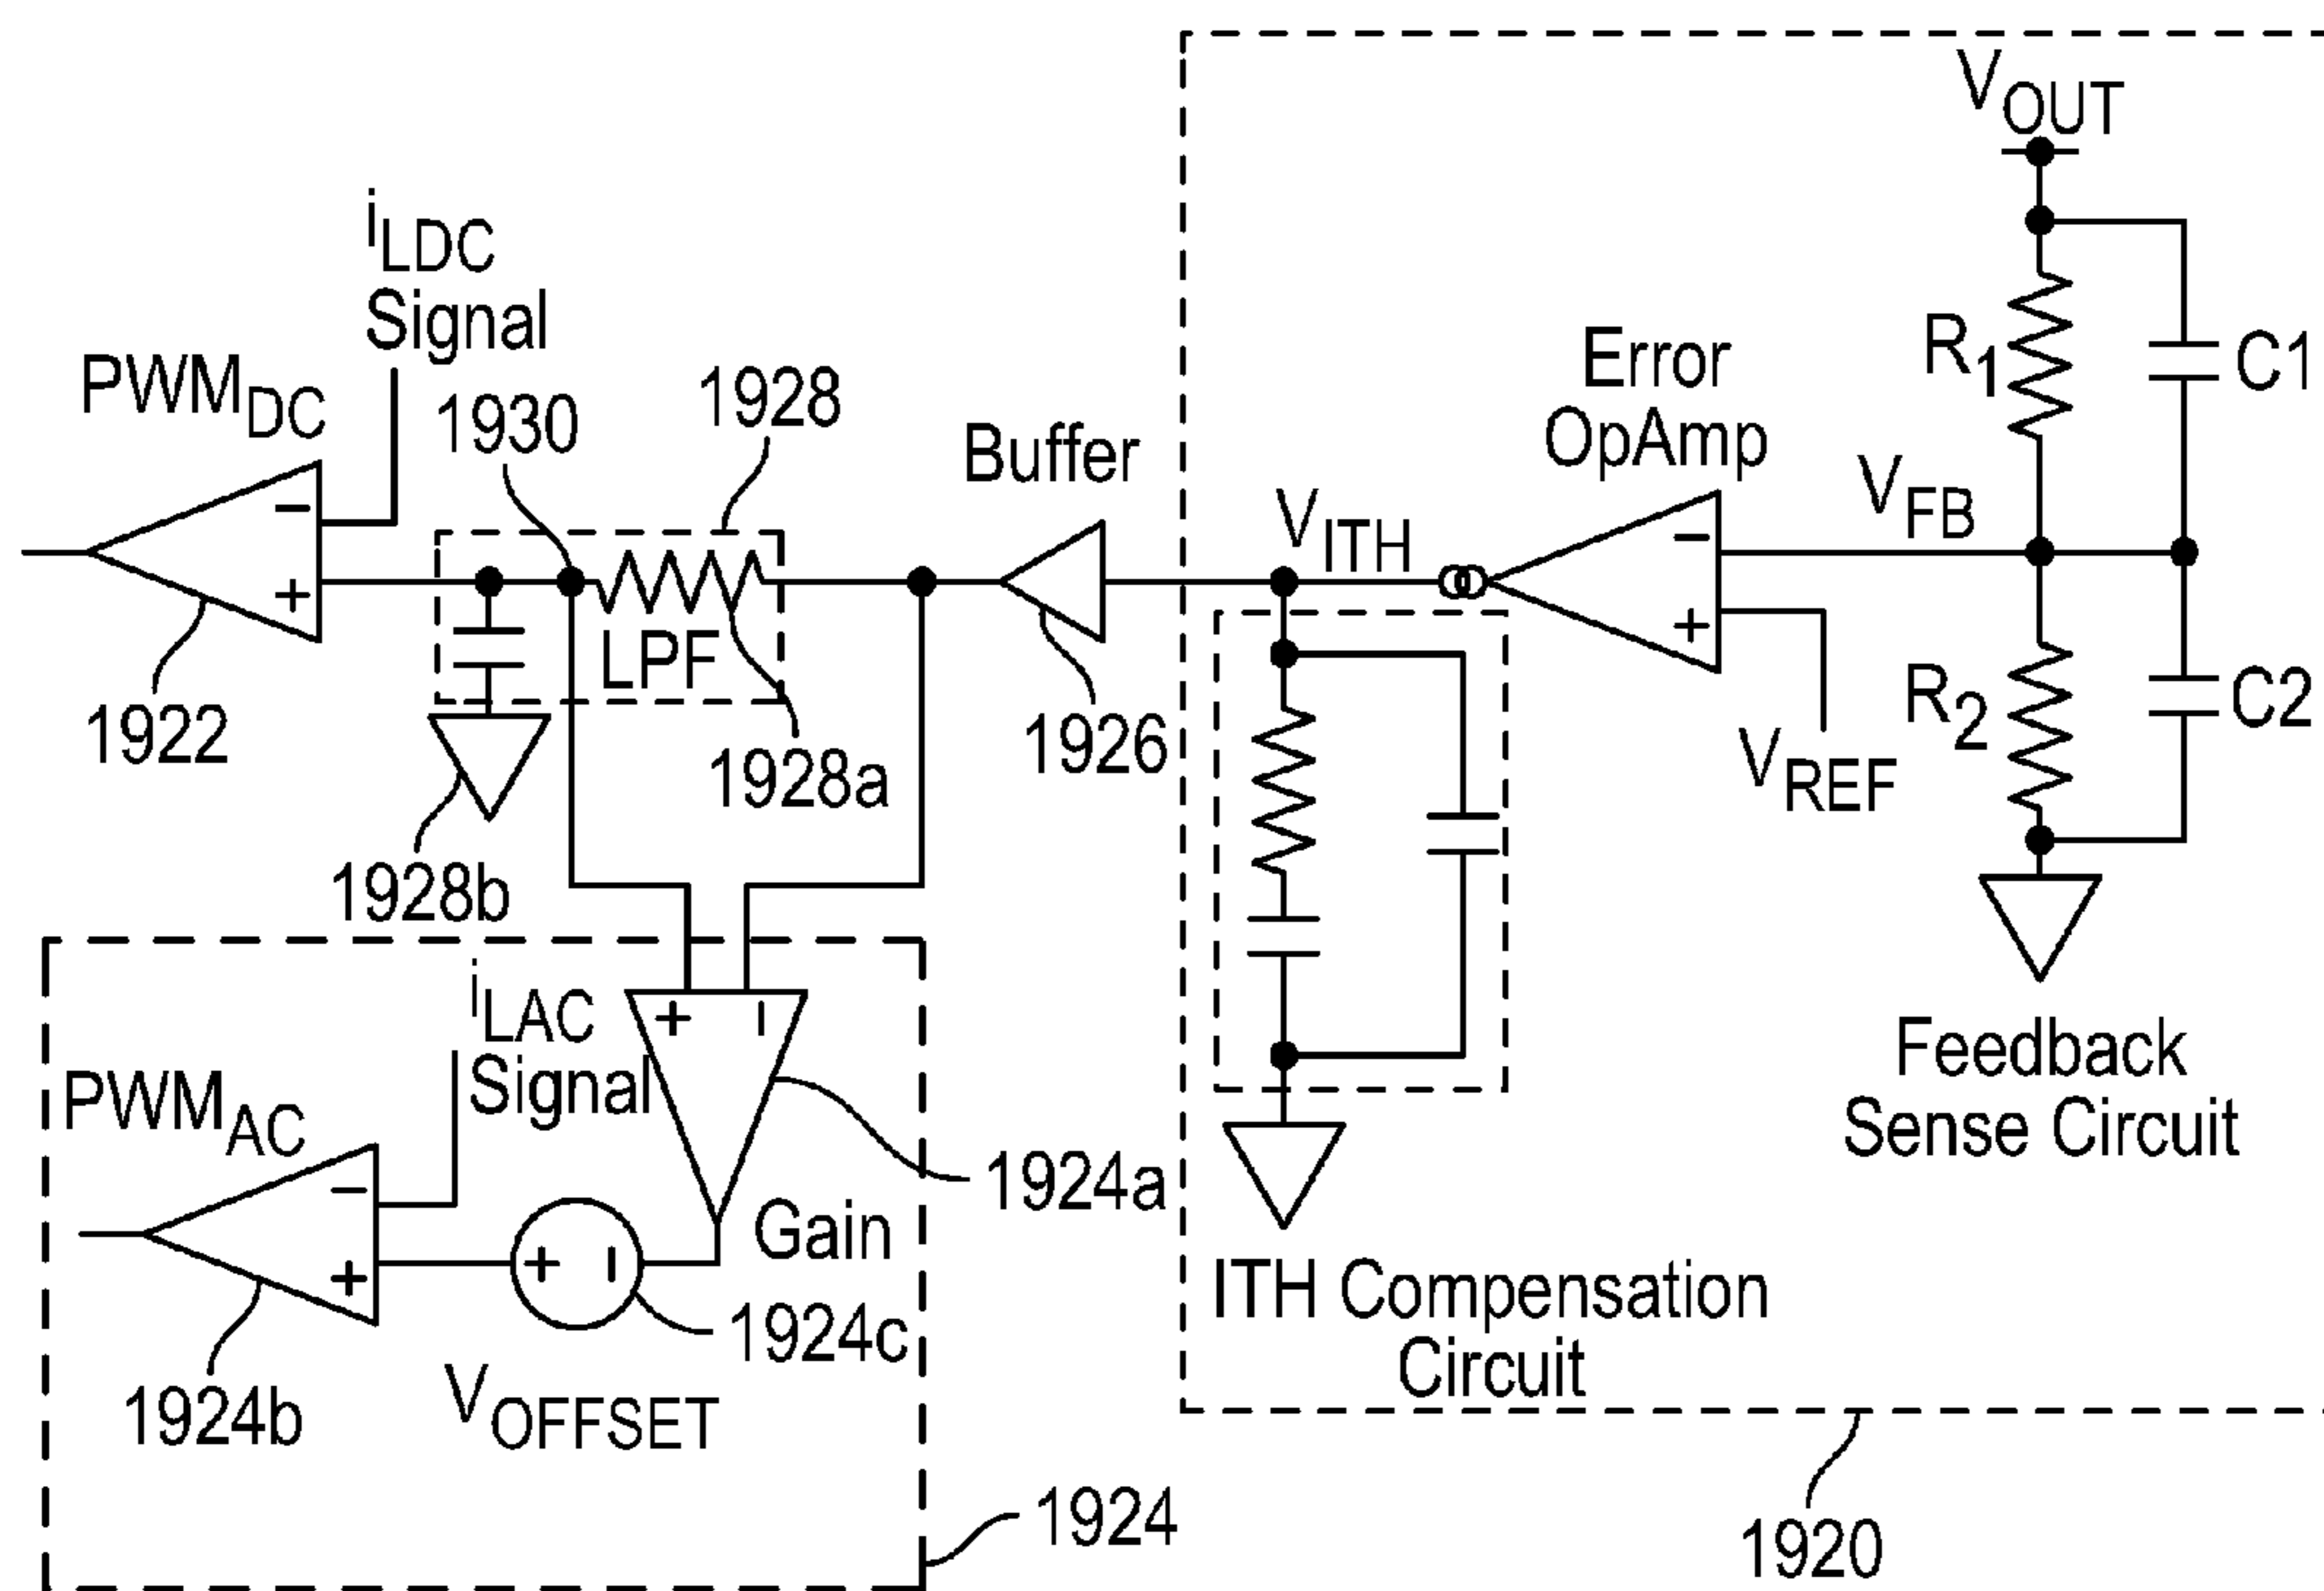 VOUT
iLDC
Signal
PWMDC
1930
1928
Buffer
Error
OpAmp
R1
C1
VFB
VITH
−
+
−
+
LPF
1922
1928a
1926
VREF
R2
C2
1928b
iLAC
Signal
+ −
PWMAC
1924a
Feedback
Sense Circuit
−
+
+ −
Gain
1924c
ITH Compensation
Circuit
1924b
VOFFSET
1924
1920